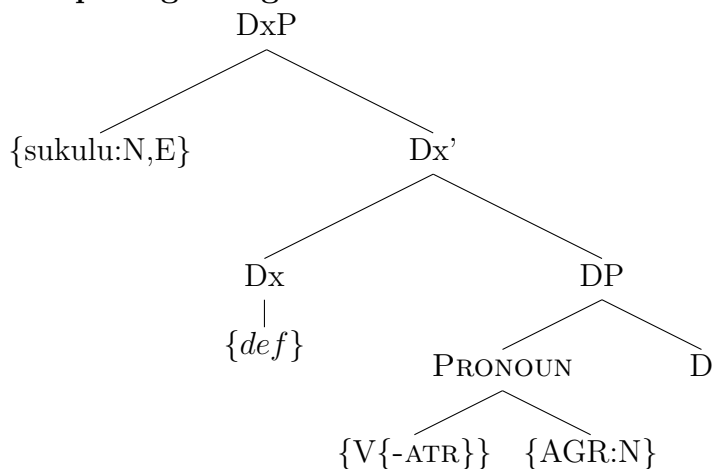 DxP
{sukulu:N,E} Dx'
Dx DP
{def}
PRONOUN D
{V{-ATR}} {AGR:N}